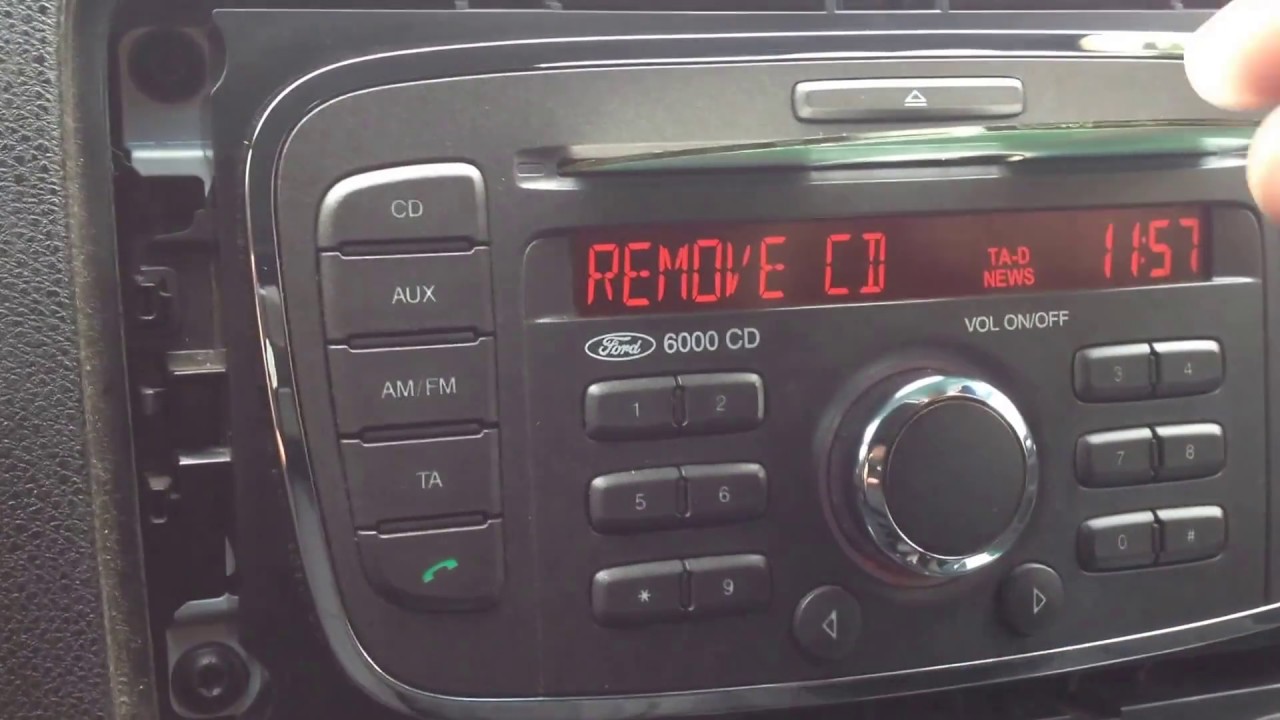 REMOVE CD TA-D NEWS 11:57
Ford 6000 CD
VOL ON/OFF
CD
AUX
AM/FM
TA
1 2
3 4
5 6
7 8
* 9
0 #